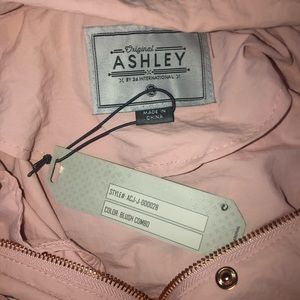 Original
ASHLEY
BY 26 INTERNATIONAL
MADE IN
CHINA
STYLE#: ACJ-J-000028
COLOR: BLUSH COMBO